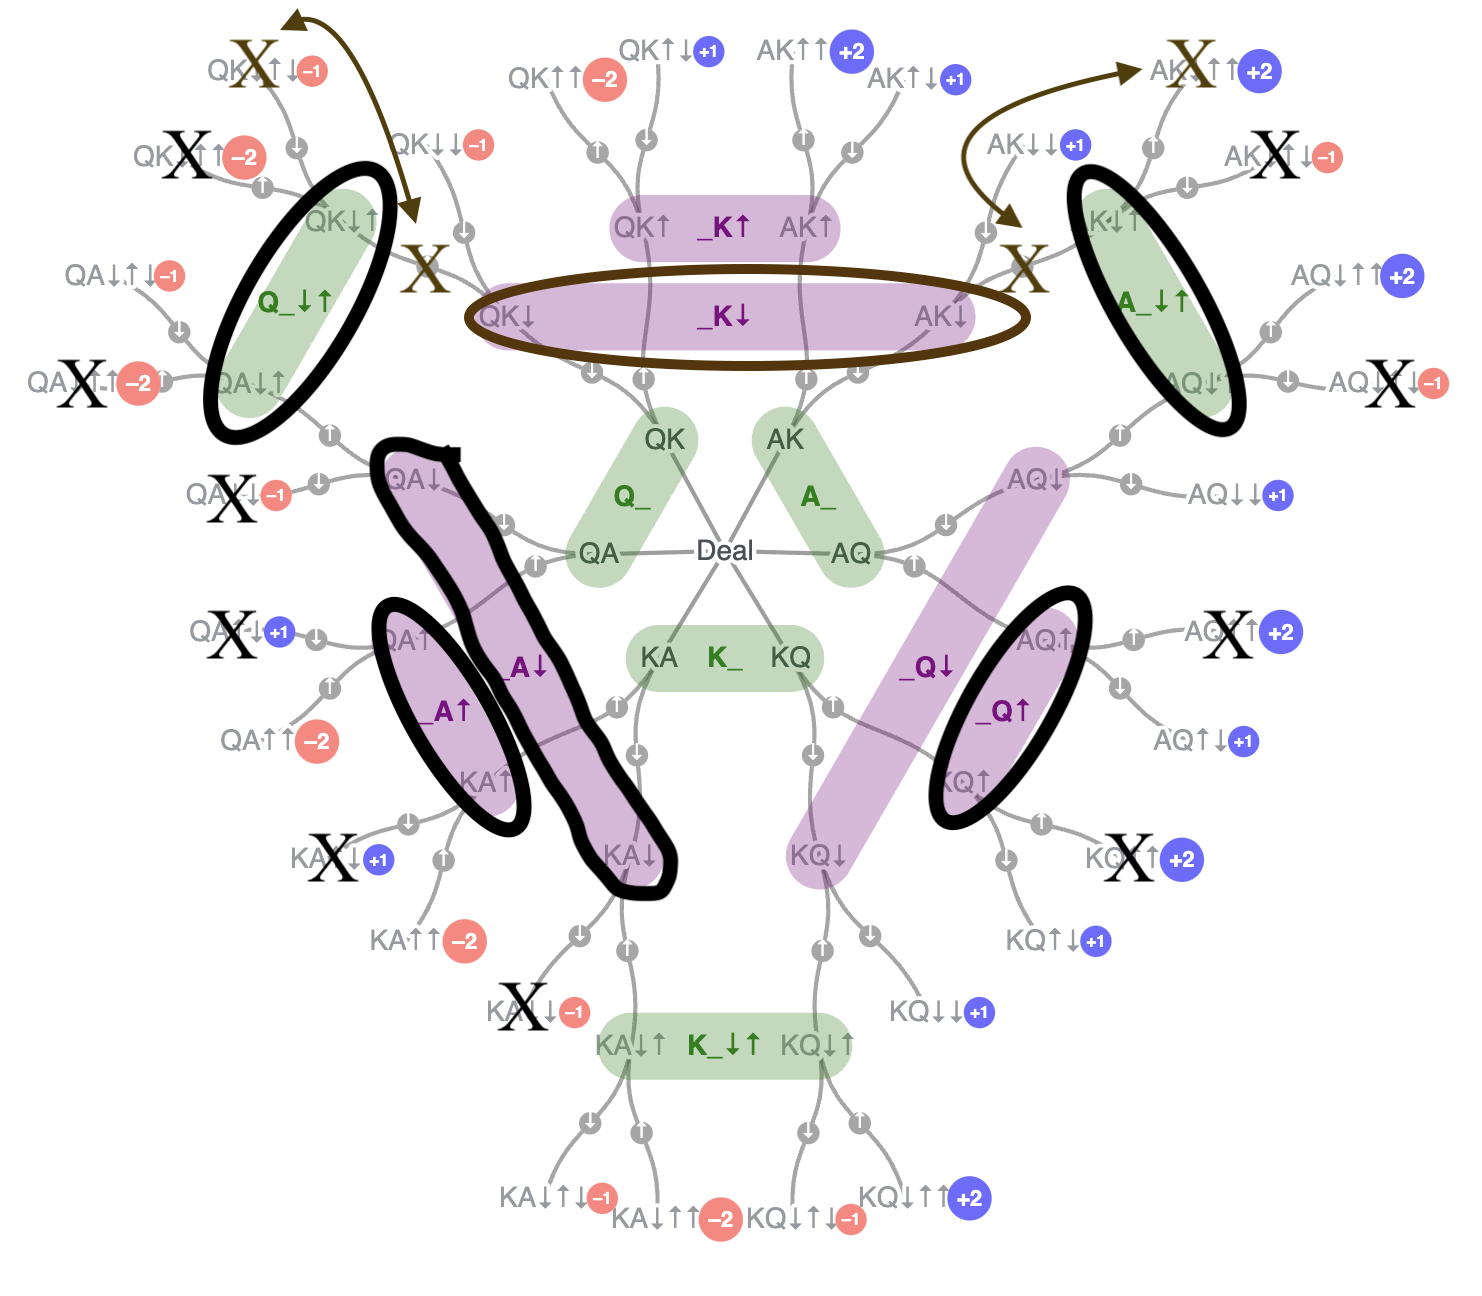 X
QK↓↑↓ −1
QK↑↑ −2
QK↑↓ +1
AK↑↑ +2
AK↑↓ +1
X
AK↓↑↑ +2
X
QK↓↑↑ −2
QK↓↓ −1
AK↓↓ +1
X
AK↓↑↓ −1
QK↓↑
QK↑ _K↑ AK↑
AK↓↑
X
X
QA↓↑↓ −1
Q_↓↑
QK↓ _K↓ AK↓
A_↓↑
AQ↓↑↑ +2
X
QA↓↑↑ −2
QA↓↑
AQ↓↑
X
AQ↓↑↓ −1
QK
AK
X
QA↓↓ −1
QA↓
Q_
A_
AQ↓
AQ↓↓ +1
QA
Deal
AQ
X
QA↑↓ +1
QA↑
_A↓
KA K_ KQ
_Q↓
AQ↑
X
AQ↑↑ +2
QA↑↑ −2
_A↑
_Q↑
AQ↑↓ +1
KA↑
KQ↑
X
KA↑↓ +1
KA↓
KQ↓
X
KQ↑↑ +2
KA↑↑ −2
KQ↑↓ +1
X
KA↓↓ −1
KQ↓↓ +1
KA↓↑ K_↓↑ KQ↓↑
KA↓↑↓ −1
KA↓↑↑ −2
KQ↓↑↓ −1
KQ↓↑↑ +2